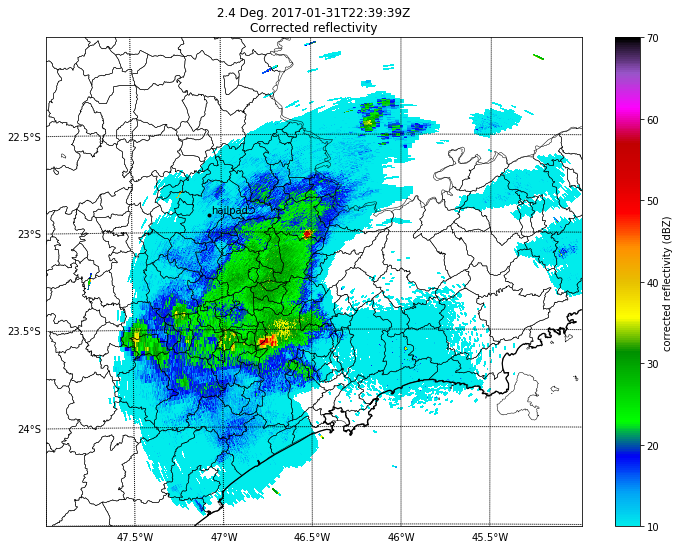 2.4 Deg. 2017-01-31T22:39:39Z
Corrected reflectivity
22.5°S
23°S
23.5°S
24°S
hailpad
47.5°W
47°W
46.5°W
46°W
45.5°W
70
60
50
40
30
20
10
corrected reflectivity (dBZ)